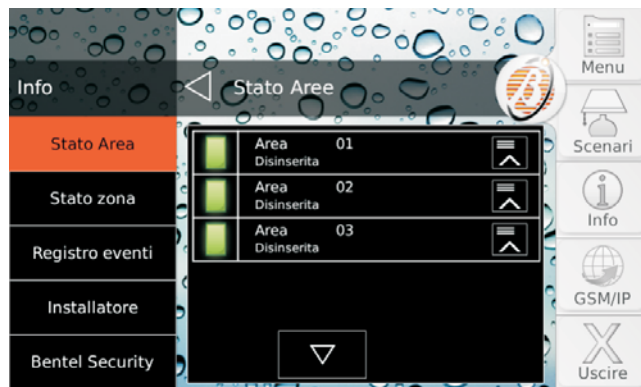 Info
Stato Aree
Stato Area
Stato zona
Registro eventi
Installatore
Bentel Security
Area 01
Disinserita
Area 02
Disinserita
Area 03
Disinserita
Menu
Scenari
Info
GSM/IP
Uscire